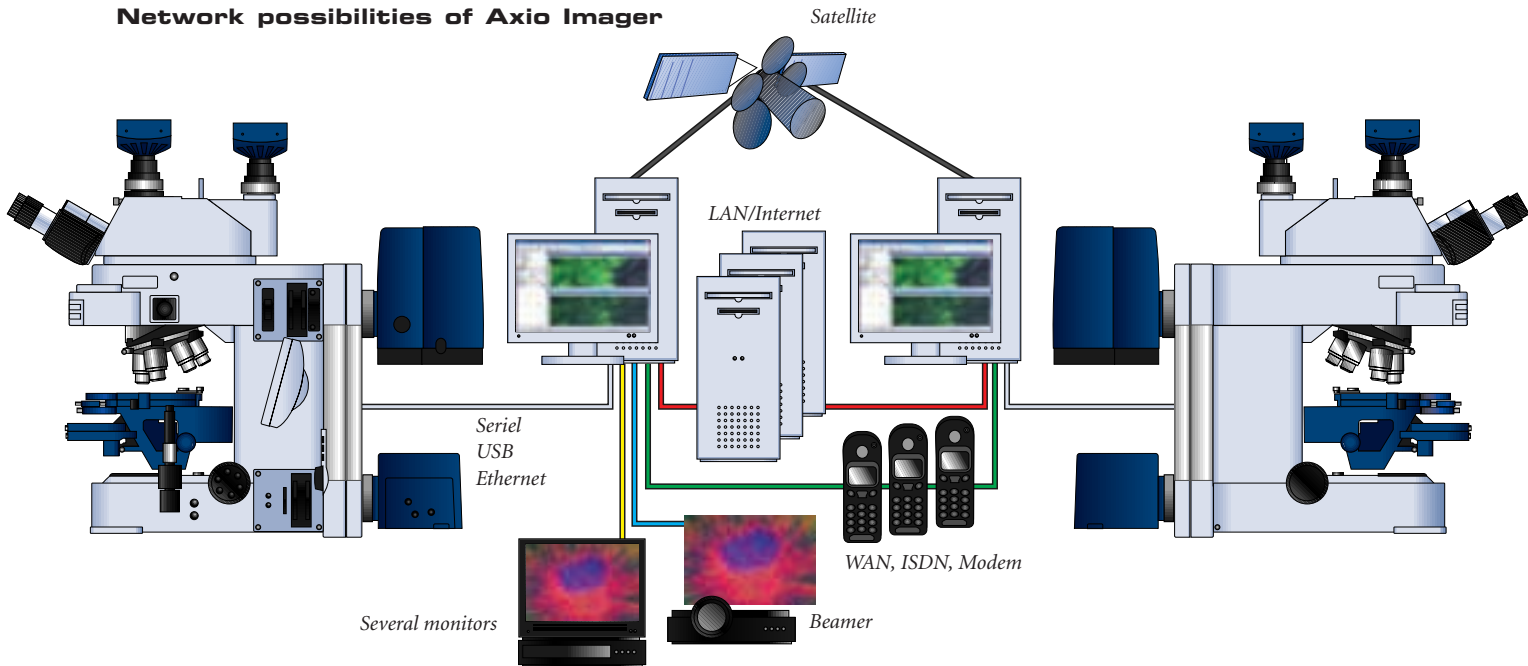 Network possibilities of Axio Imager
Satellite
LAN/Internet
Seriel
USB
Ethernet
WAN, ISDN, Modem
Several monitors
Beamer